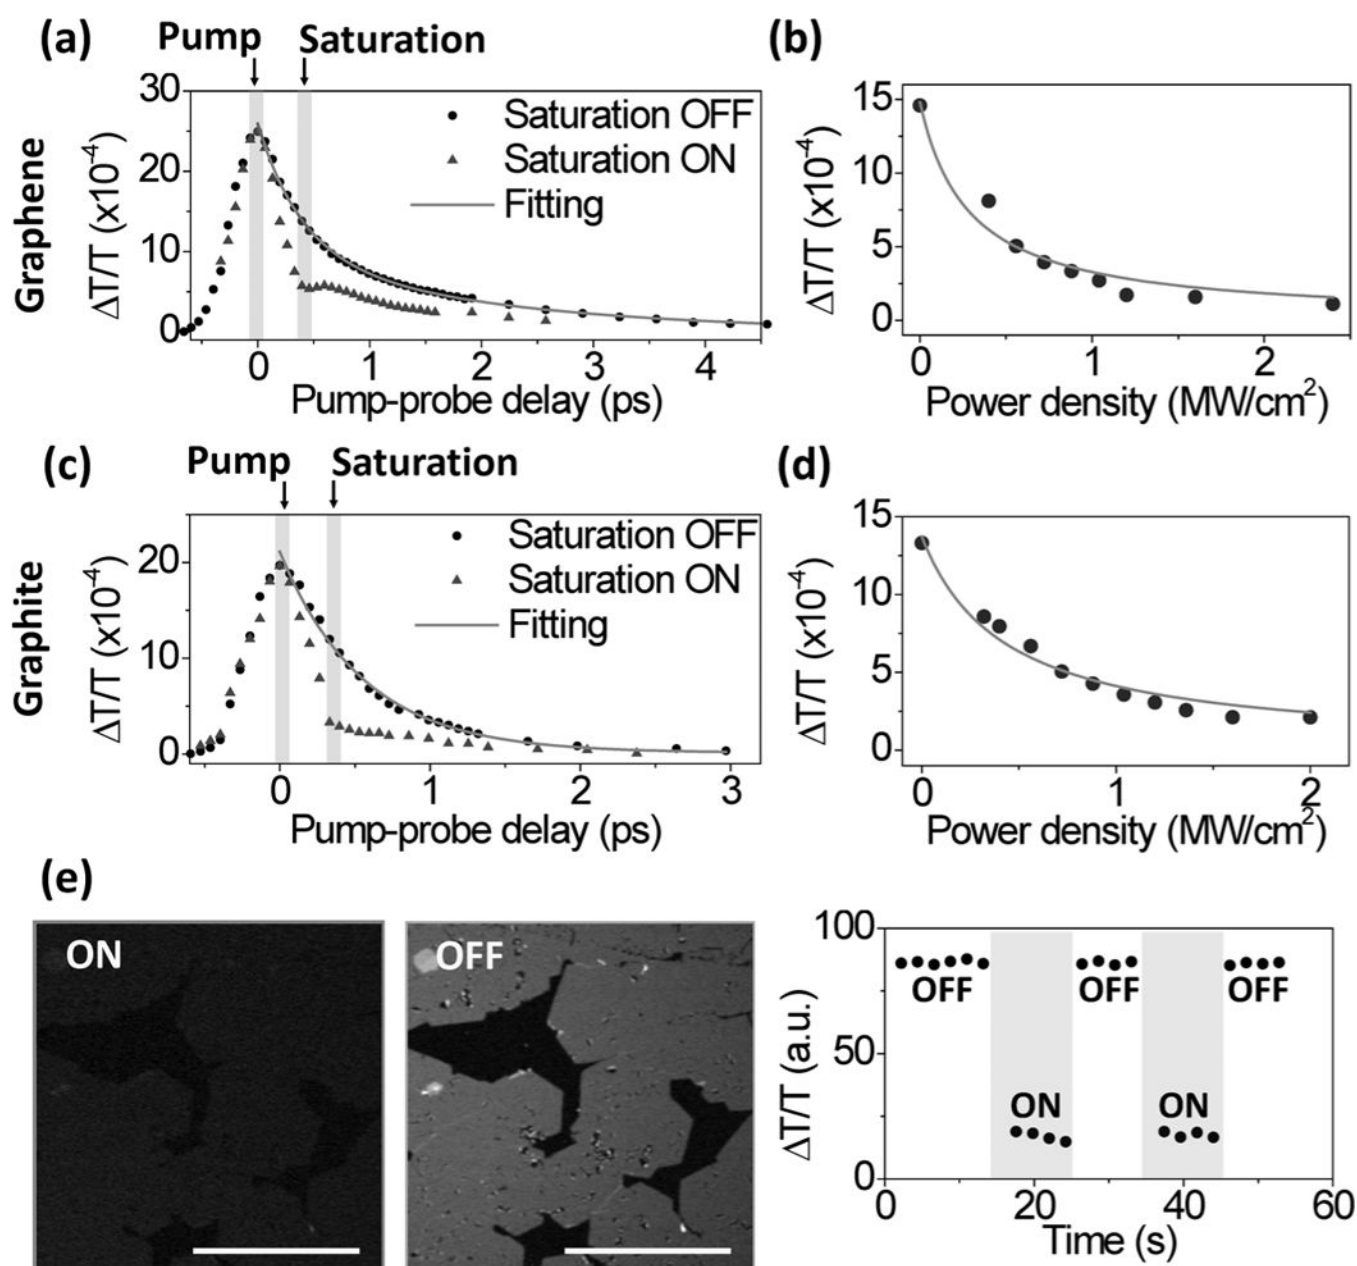 (a)
Pump
Saturation
Graphene
ΔT/T (x10⁻⁴)
30
20
10
0
Saturation OFF
Saturation ON
Fitting
0 1 2 3 4
Pump-probe delay (ps)
(b)
ΔT/T (x10⁻⁴)
15
10
5
0
0 1 2
Power density (MW/cm²)
(c)
Pump
Saturation
Graphite
ΔT/T (x10⁻⁴)
20
10
0
Saturation OFF
Saturation ON
Fitting
0 1 2 3
Pump-probe delay (ps)
(d)
ΔT/T (x10⁻⁴)
15
10
5
0
0 1 2
Power density (MW/cm²)
(e)
ON
OFF
ΔT/T (a.u.)
100
50
0
OFF
OFF
OFF
ON
ON
0 20 40 60
Time (s)